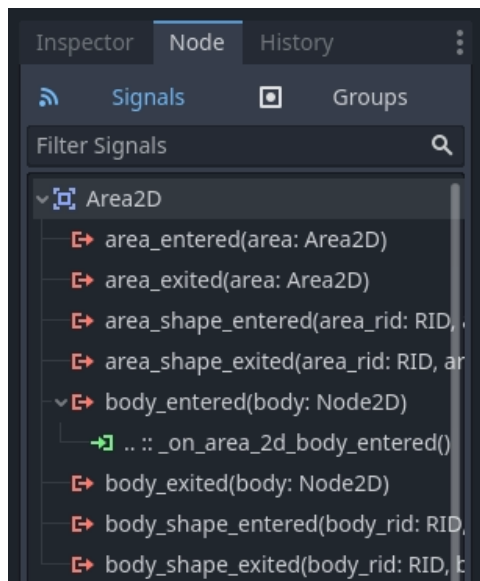 Inspector Node History
Signals Groups
Filter Signals
Area2D
area_entered(area: Area2D)
area_exited(area: Area2D)
area_shape_entered(area_rid: RID,
area_shape_exited(area_rid: RID, ar
body_entered(body: Node2D)
.. :: _on_area_2d_body_entered()
body_exited(body: Node2D)
body_shape_entered(body_rid: RID,
body_shape_exited(body_rid: RID, b